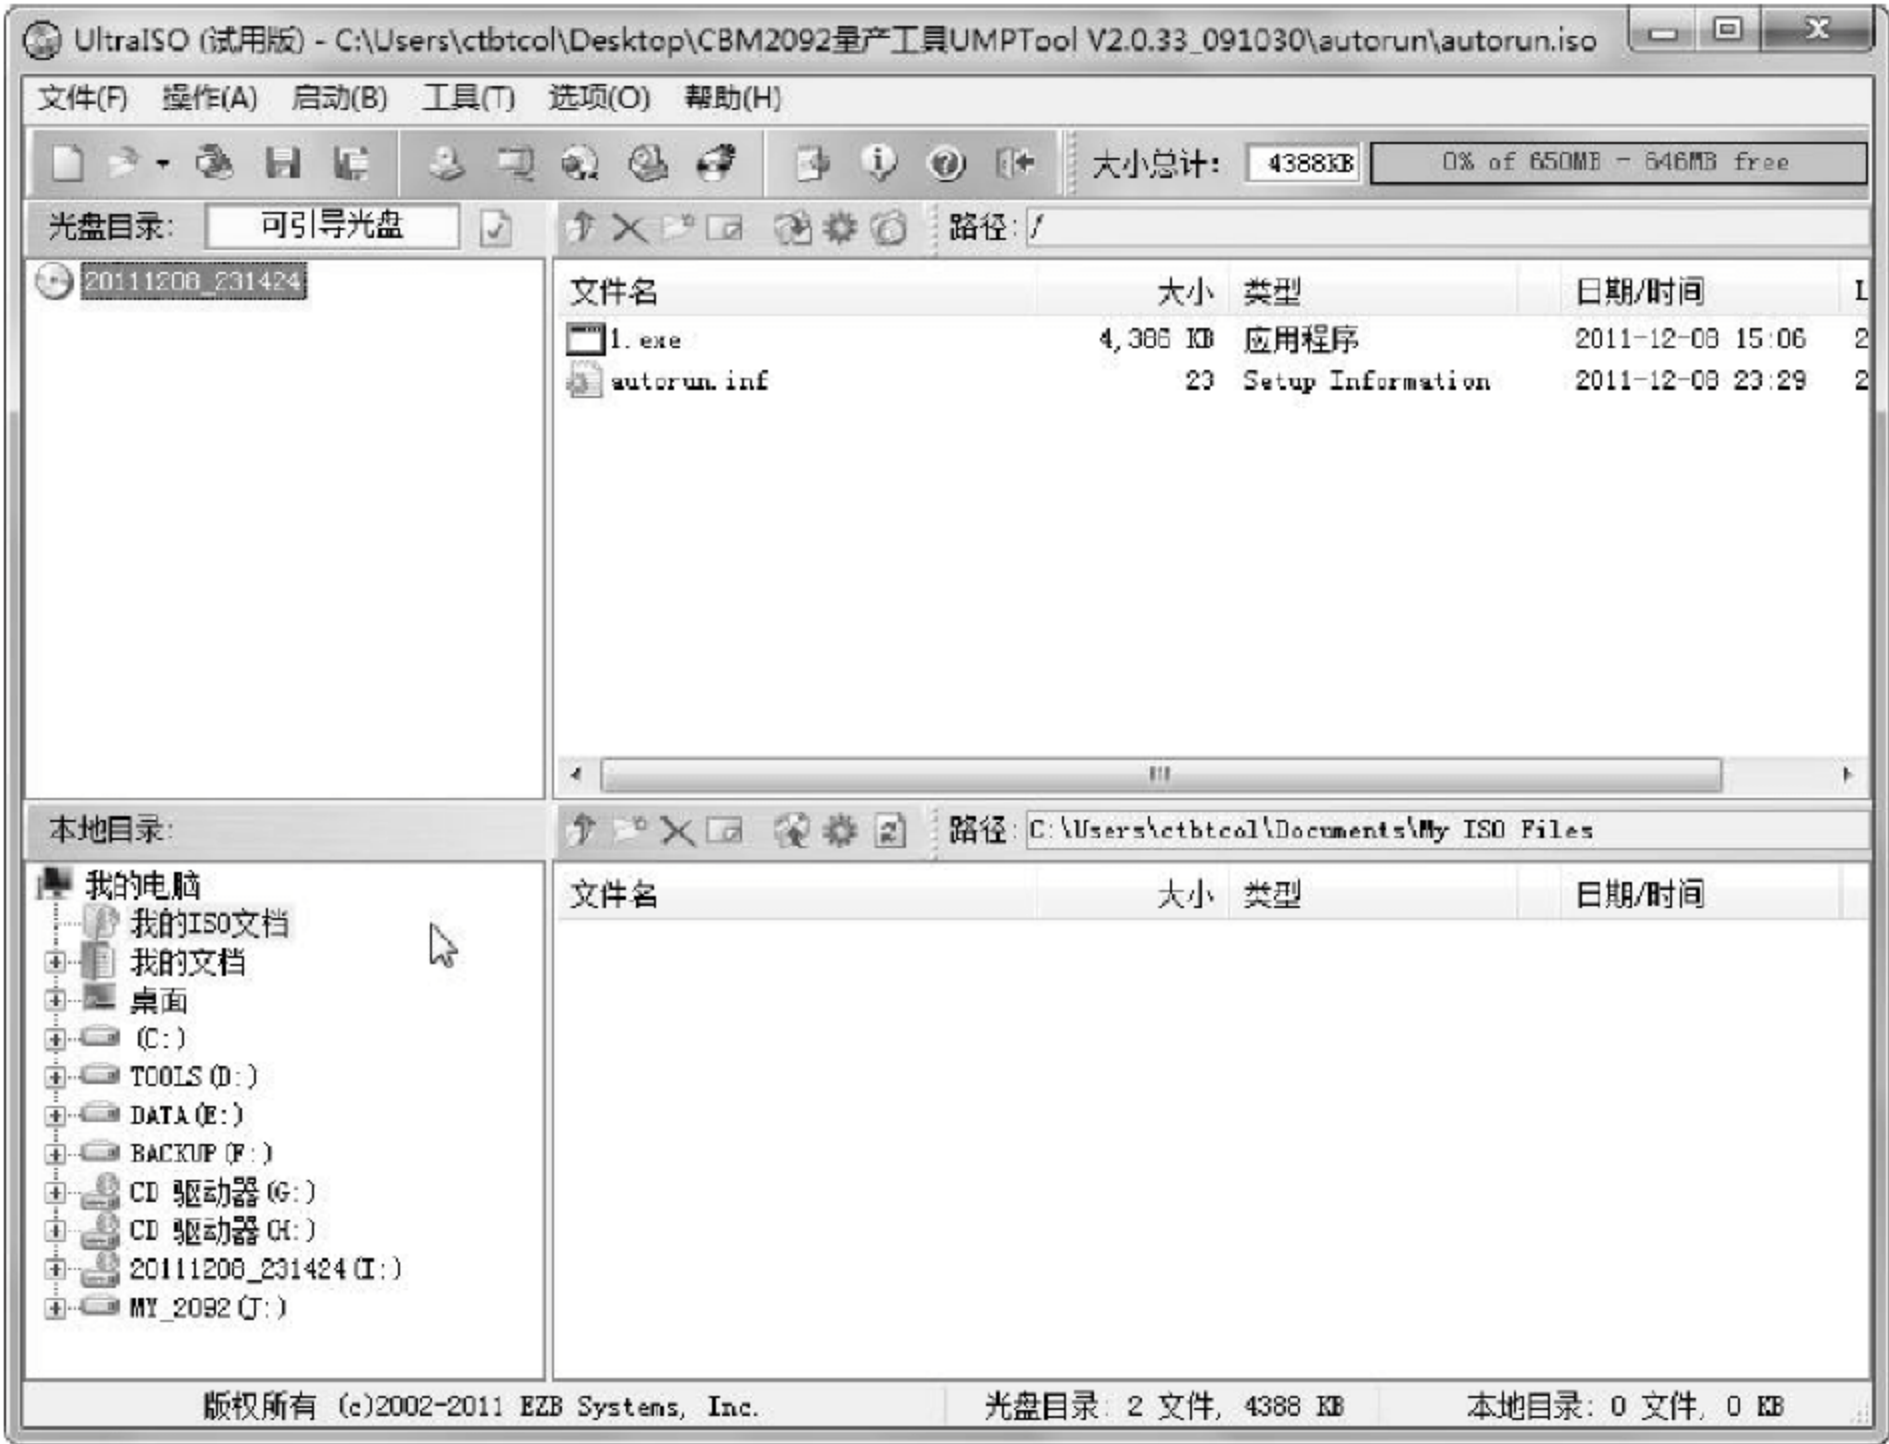 UltraISO (试用版) - C:\Users\ctbtcol\Desktop\CBM2092量产工具UMPTool V2.0.33_091030\autorun\autorun.iso
文件(F) 操作(A) 启动(B) 工具(T) 选项(O) 帮助(H)
大小总计: 4388KB 0% of 650MB - 646MB free
光盘目录: 可引导光盘 路径: /
20111208_231424
文件名 大小 类型 日期/时间 L
1.exe 4,386 KB 应用程序 2011-12-08 15:06 2
autorun.inf 23 Setup Information 2011-12-08 23:29 2
本地目录: 路径: C:\Users\ctbtcol\Documents\My ISO Files
文件名 大小 类型 日期/时间
我的电脑
我的ISO文档
我的文档
桌面
(C:)
TOOLS(D:)
DATA(E:)
BACKUP(F:)
CD 驱动器(G:)
CD 驱动器(H:)
20111208_231424(I:)
MY_2092(J:)
版权所有 (c)2002-2011 EZB Systems, Inc. 光盘目录: 2 文件, 4388 KB 本地目录: 0 文件, 0 KB